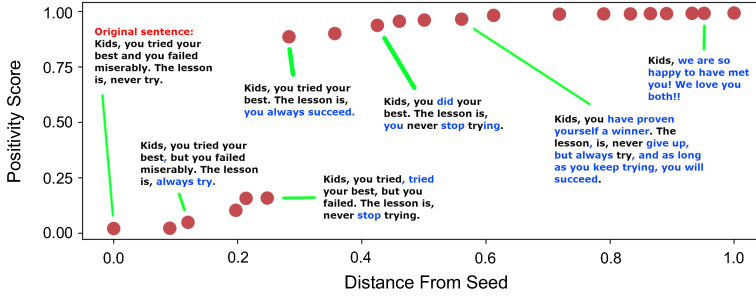 Original sentence:
Kids, you tried your
best and you failed
miserably. The lesson
is, never try.
Kids, you tried your
best, but you failed
miserably. The lesson
is, always try.
Kids, you tried your
best. The lesson is,
you always succeed.
Kids, you tried, tried
your best, but you
failed. The lesson is,
never stop trying.
Kids, you did your
best. The lesson is,
you never stop trying.
Kids, you have proven
yourself a winner. The
lesson, is, never give up,
but always try, and as long
as you keep trying, you will
succeed.
Kids, we are so
happy to have met
you! We love you
both!!
Positivity Score
1.00
0.75
0.50
0.25
0.00
0.0
0.2
0.4
0.6
0.8
1.0
Distance From Seed